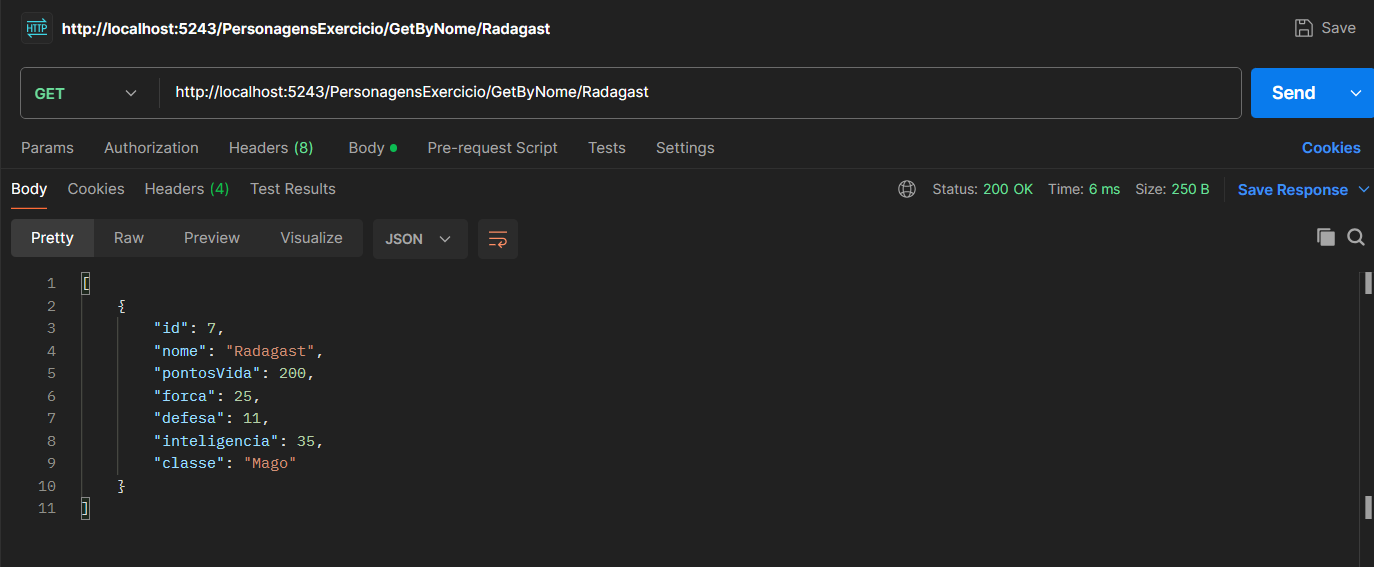 HTTP http://localhost:5243/PersonagensExercicio/GetByNome/Radagast Save
GET http://localhost:5243/PersonagensExercicio/GetByNome/Radagast Send
Params Authorization Headers (8) Body Pre-request Script Tests Settings Cookies
Body Cookies Headers (4) Test Results Status: 200 OK Time: 6 ms Size: 250 B Save Response
Pretty Raw Preview Visualize JSON
1 [
2 {
3 "id": 7,
4 "nome": "Radagast",
5 "pontosVida": 200,
6 "forca": 25,
7 "defesa": 11,
8 "inteligencia": 35,
9 "classe": "Mago"
10 }
11 ]